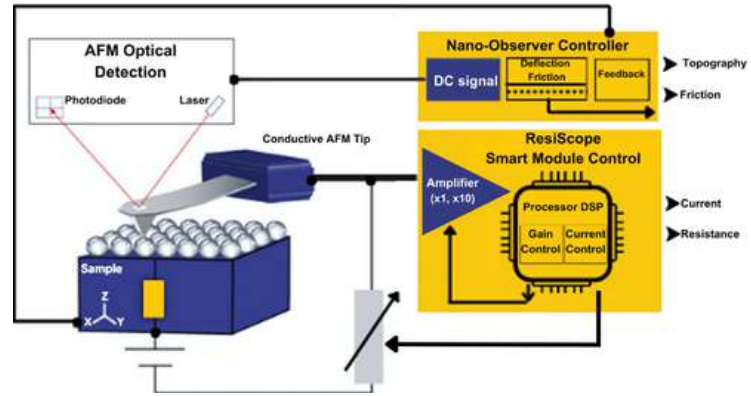 AFM Optical
Detection
Photodiode
Laser
Conductive AFM Tip
Sample
Z
X
Y
Nano-Observer Controller
DC signal
Deflection
Friction
Feedback
Topography
Friction
ResiScope
Smart Module Control
Amplifier
(x1, x10)
Processor DSP
Gain
Control
Current
Control
Current
Resistance